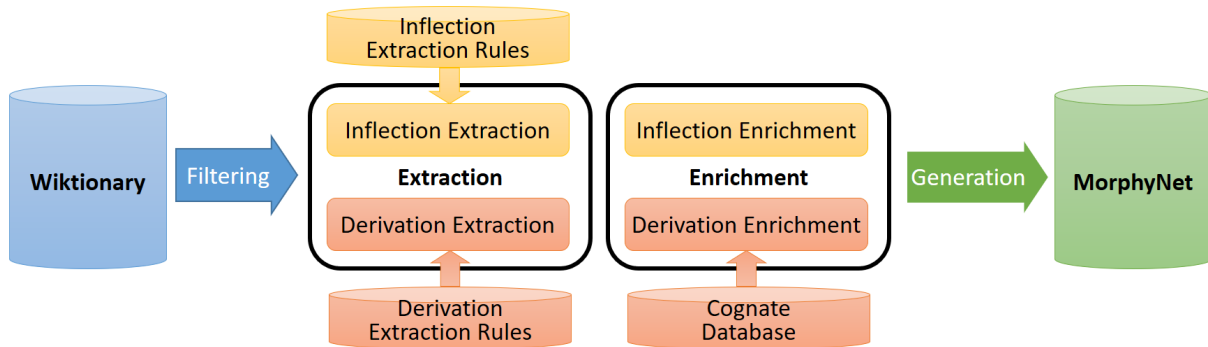 Inflection
Extraction Rules
Wiktionary
Filtering
Inflection Extraction
Extraction
Derivation Extraction
Derivation
Extraction Rules
Inflection Enrichment
Enrichment
Derivation Enrichment
Cognate
Database
Generation
MorphyNet